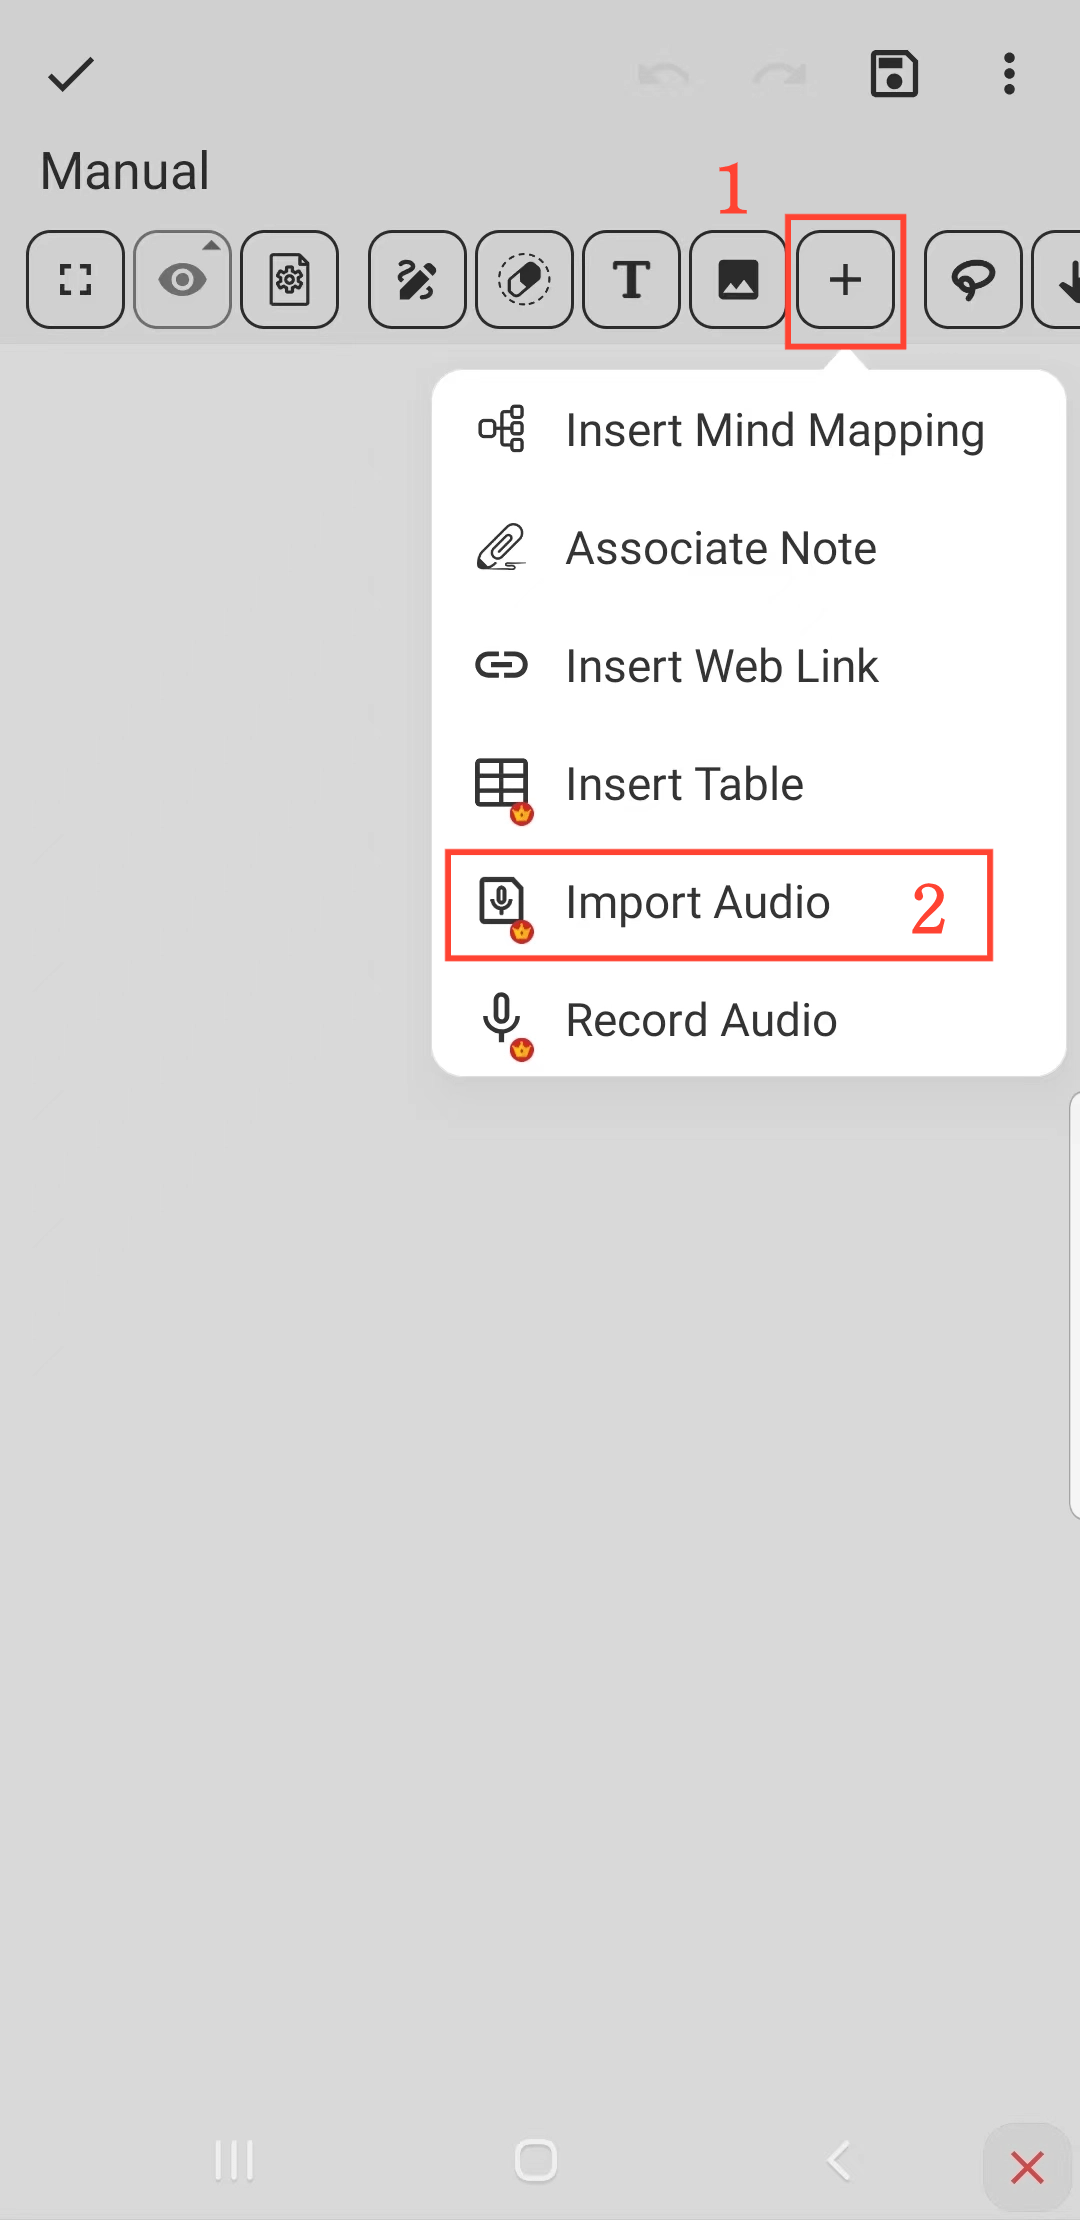 Manual
1
T
Insert Mind Mapping
Associate Note
Insert Web Link
Insert Table
Import Audio 2
Record Audio